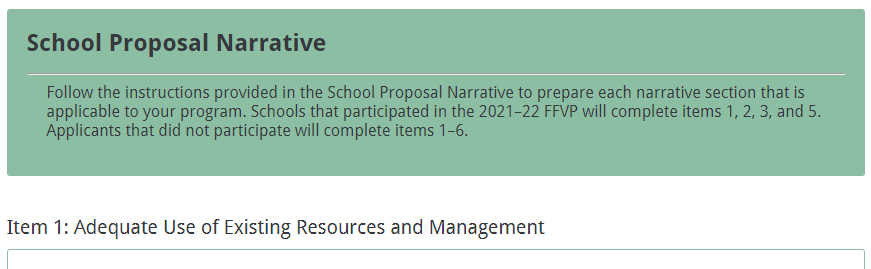 School Proposal Narrative
Follow the instructions provided in the School Proposal Narrative to prepare each narrative section that is
applicable to your program. Schools that participated in the 2021–22 FFVP will complete items 1, 2, 3, and 5.
Applicants that did not participate will complete items 1–6.
Item 1: Adequate Use of Existing Resources and Management